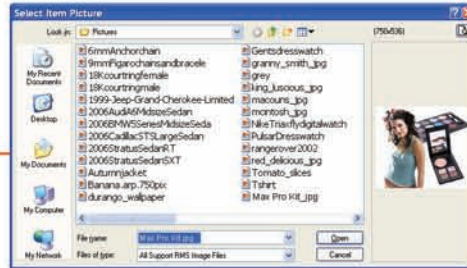 Select Item Picture
Look in: Pictures
(750x536)
My Recent Documents
Desktop
My Documents
My Computer
My Network
6mmAnchorchain
9mmFigarochainsandbracele
18Kcourtringfemale
18Kcourtringmale
1999-Jeep-Grand-Cherokee-Limited
2006AudiA6MidsizeSedan
2006BMW5SeriesMidsizeSeda
2006CadillacSTSLargeSedan
2006StratusSedanRT
2006StratusSedanSXT
Autumnjacket
Banana.arp.750pix
durango_wallpaper
Gentsdresswatch
granny_smith_jpg
grey
king_luscious_jpg
macouns_jpg
mcintosh_jpg
NikeTriaxflydigitalwatch
PulsarDresswatch
rangerover2002
red_delicious_jpg
Tomato_slices
Tshirt
Max Pro Kit_jpg
File name: Max Pro Kit.jpg Open
Files of type: All Support RMS Image Files Cancel